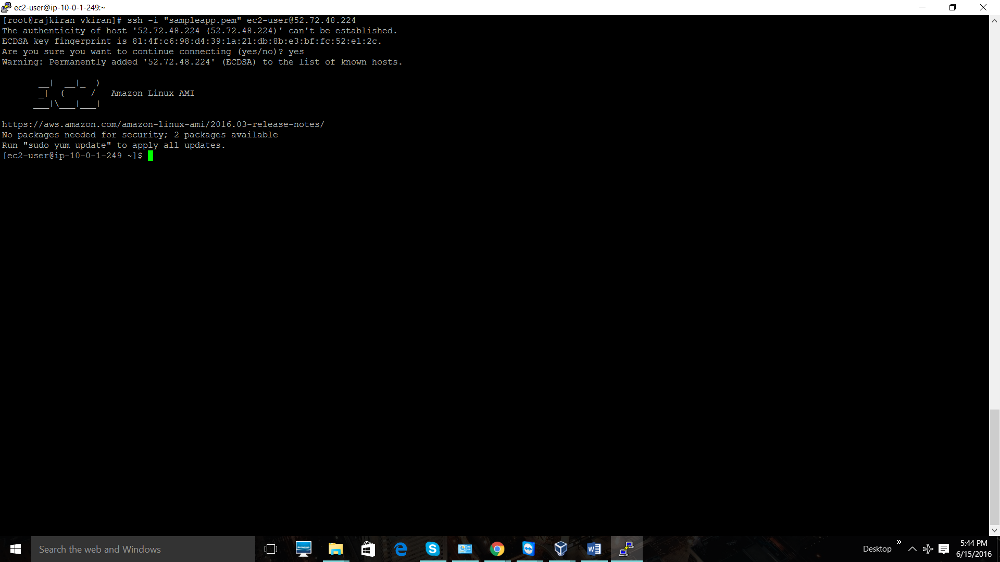 ec2-user@ip-10-0-1-249:~
[root@rajkiran vkiran]# ssh -i "sampleapp.pem" ec2-user@52.72.48.224
The authenticity of host '52.72.48.224 (52.72.48.224)' can't be established.
ECDSA key fingerprint is 81:4f:c6:98:d4:39:1a:21:db:8b:e3:bf:fc:52:e1:2c.
Are you sure you want to continue connecting (yes/no)? yes
Warning: Permanently added '52.72.48.224' (ECDSA) to the list of known hosts.
       __|  __|_  )
       _|  (     /   Amazon Linux AMI
      ___|\___|___|
https://aws.amazon.com/amazon-linux-ami/2016.03-release-notes/
No packages needed for security; 2 packages available
Run "sudo yum update" to apply all updates.
[ec2-user@ip-10-0-1-249 ~]$
Search the web and Windows
Desktop
5:44 PM
6/15/2016